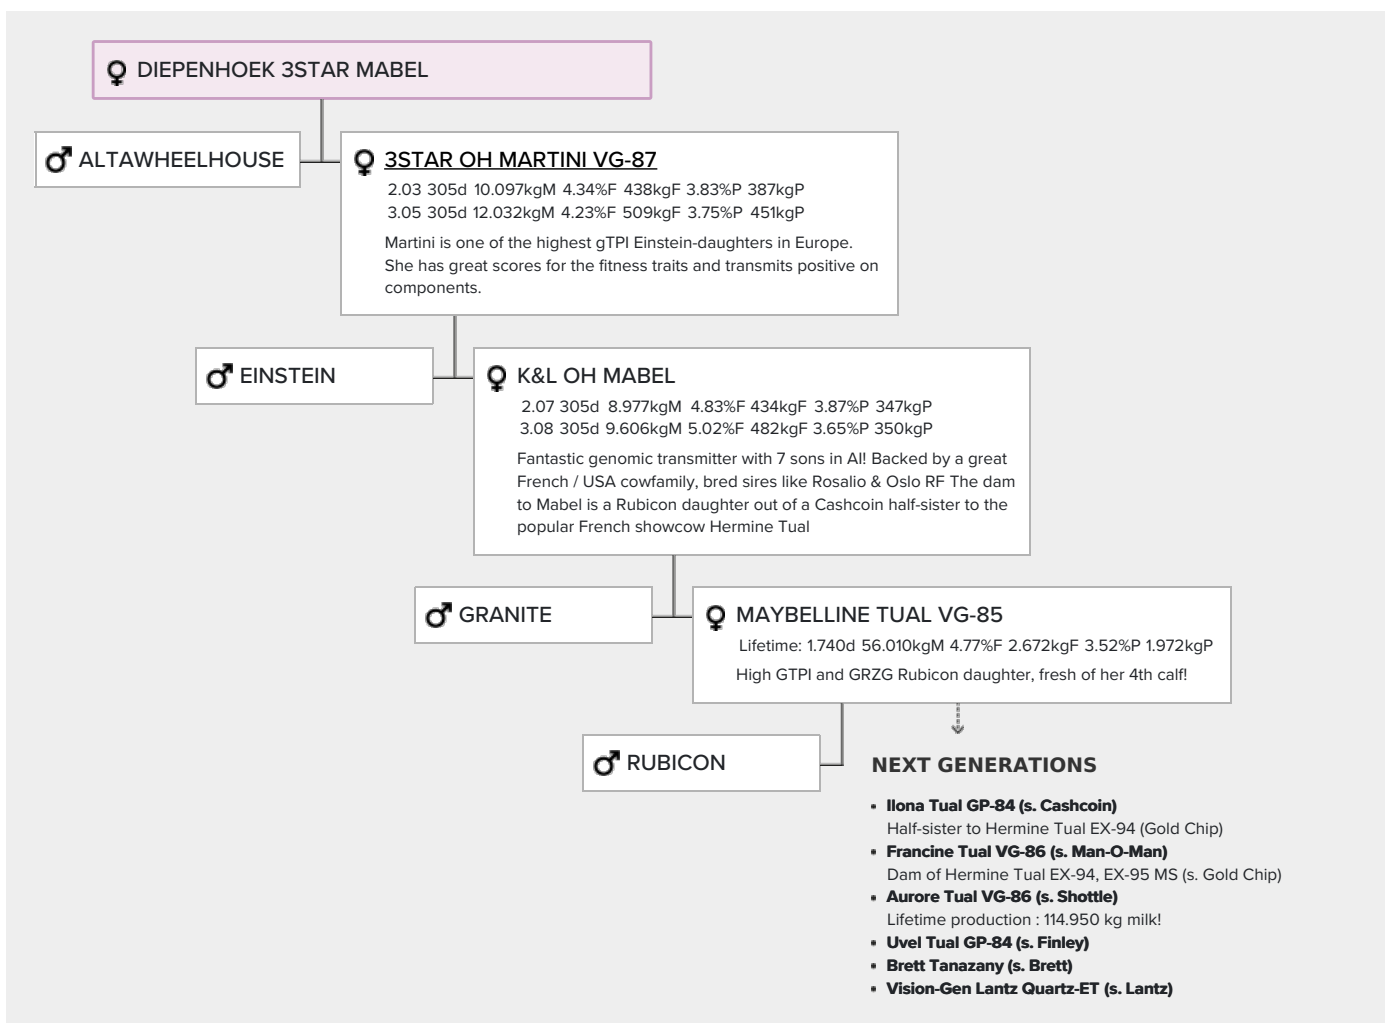 DIEPENHOEK 3STAR MABEL
ALTAWHEELHOUSE
3STAR OH MARTINI VG-87
2.03 305d 10.097kgM 4.34%F 438kgF 3.83%P 387kgP
3.05 305d 12.032kgM 4.23%F 509kgF 3.75%P 451kgP
Martini is one of the highest gTPI Einstein-daughters in Europe.
She has great scores for the fitness traits and transmits positive on
components.
EINSTEIN
K&L OH MABEL
2.07 305d 8.977kgM 4.83%F 434kgF 3.87%P 347kgP
3.08 305d 9.606kgM 5.02%F 482kgF 3.65%P 350kgP
Fantastic genomic transmitter with 7 sons in AI! Backed by a great
French / USA cowfamily, bred sires like Rosalio & Oslo RF The dam
to Mabel is a Rubicon daughter out of a Cashcoin half-sister to the
popular French showcow Hermine Tual
GRANITE
MAYBELLINE TUAL VG-85
Lifetime: 1.740d 56.010kgM 4.77%F 2.672kgF 3.52%P 1.972kgP
High GTPI and GRZG Rubicon daughter, fresh of her 4th calf!
RUBICON
NEXT GENERATIONS
• Ilona Tual GP-84 (s. Cashcoin)
Half-sister to Hermine Tual EX-94 (Gold Chip)
• Francine Tual VG-86 (s. Man-O-Man)
Dam of Hermine Tual EX-94, EX-95 MS (s. Gold Chip)
• Aurore Tual VG-86 (s. Shottle)
Lifetime production : 114.950 kg milk!
• Uvel Tual GP-84 (s. Finley)
• Brett Tanazany (s. Brett)
• Vision-Gen Lantz Quartz-ET (s. Lantz)